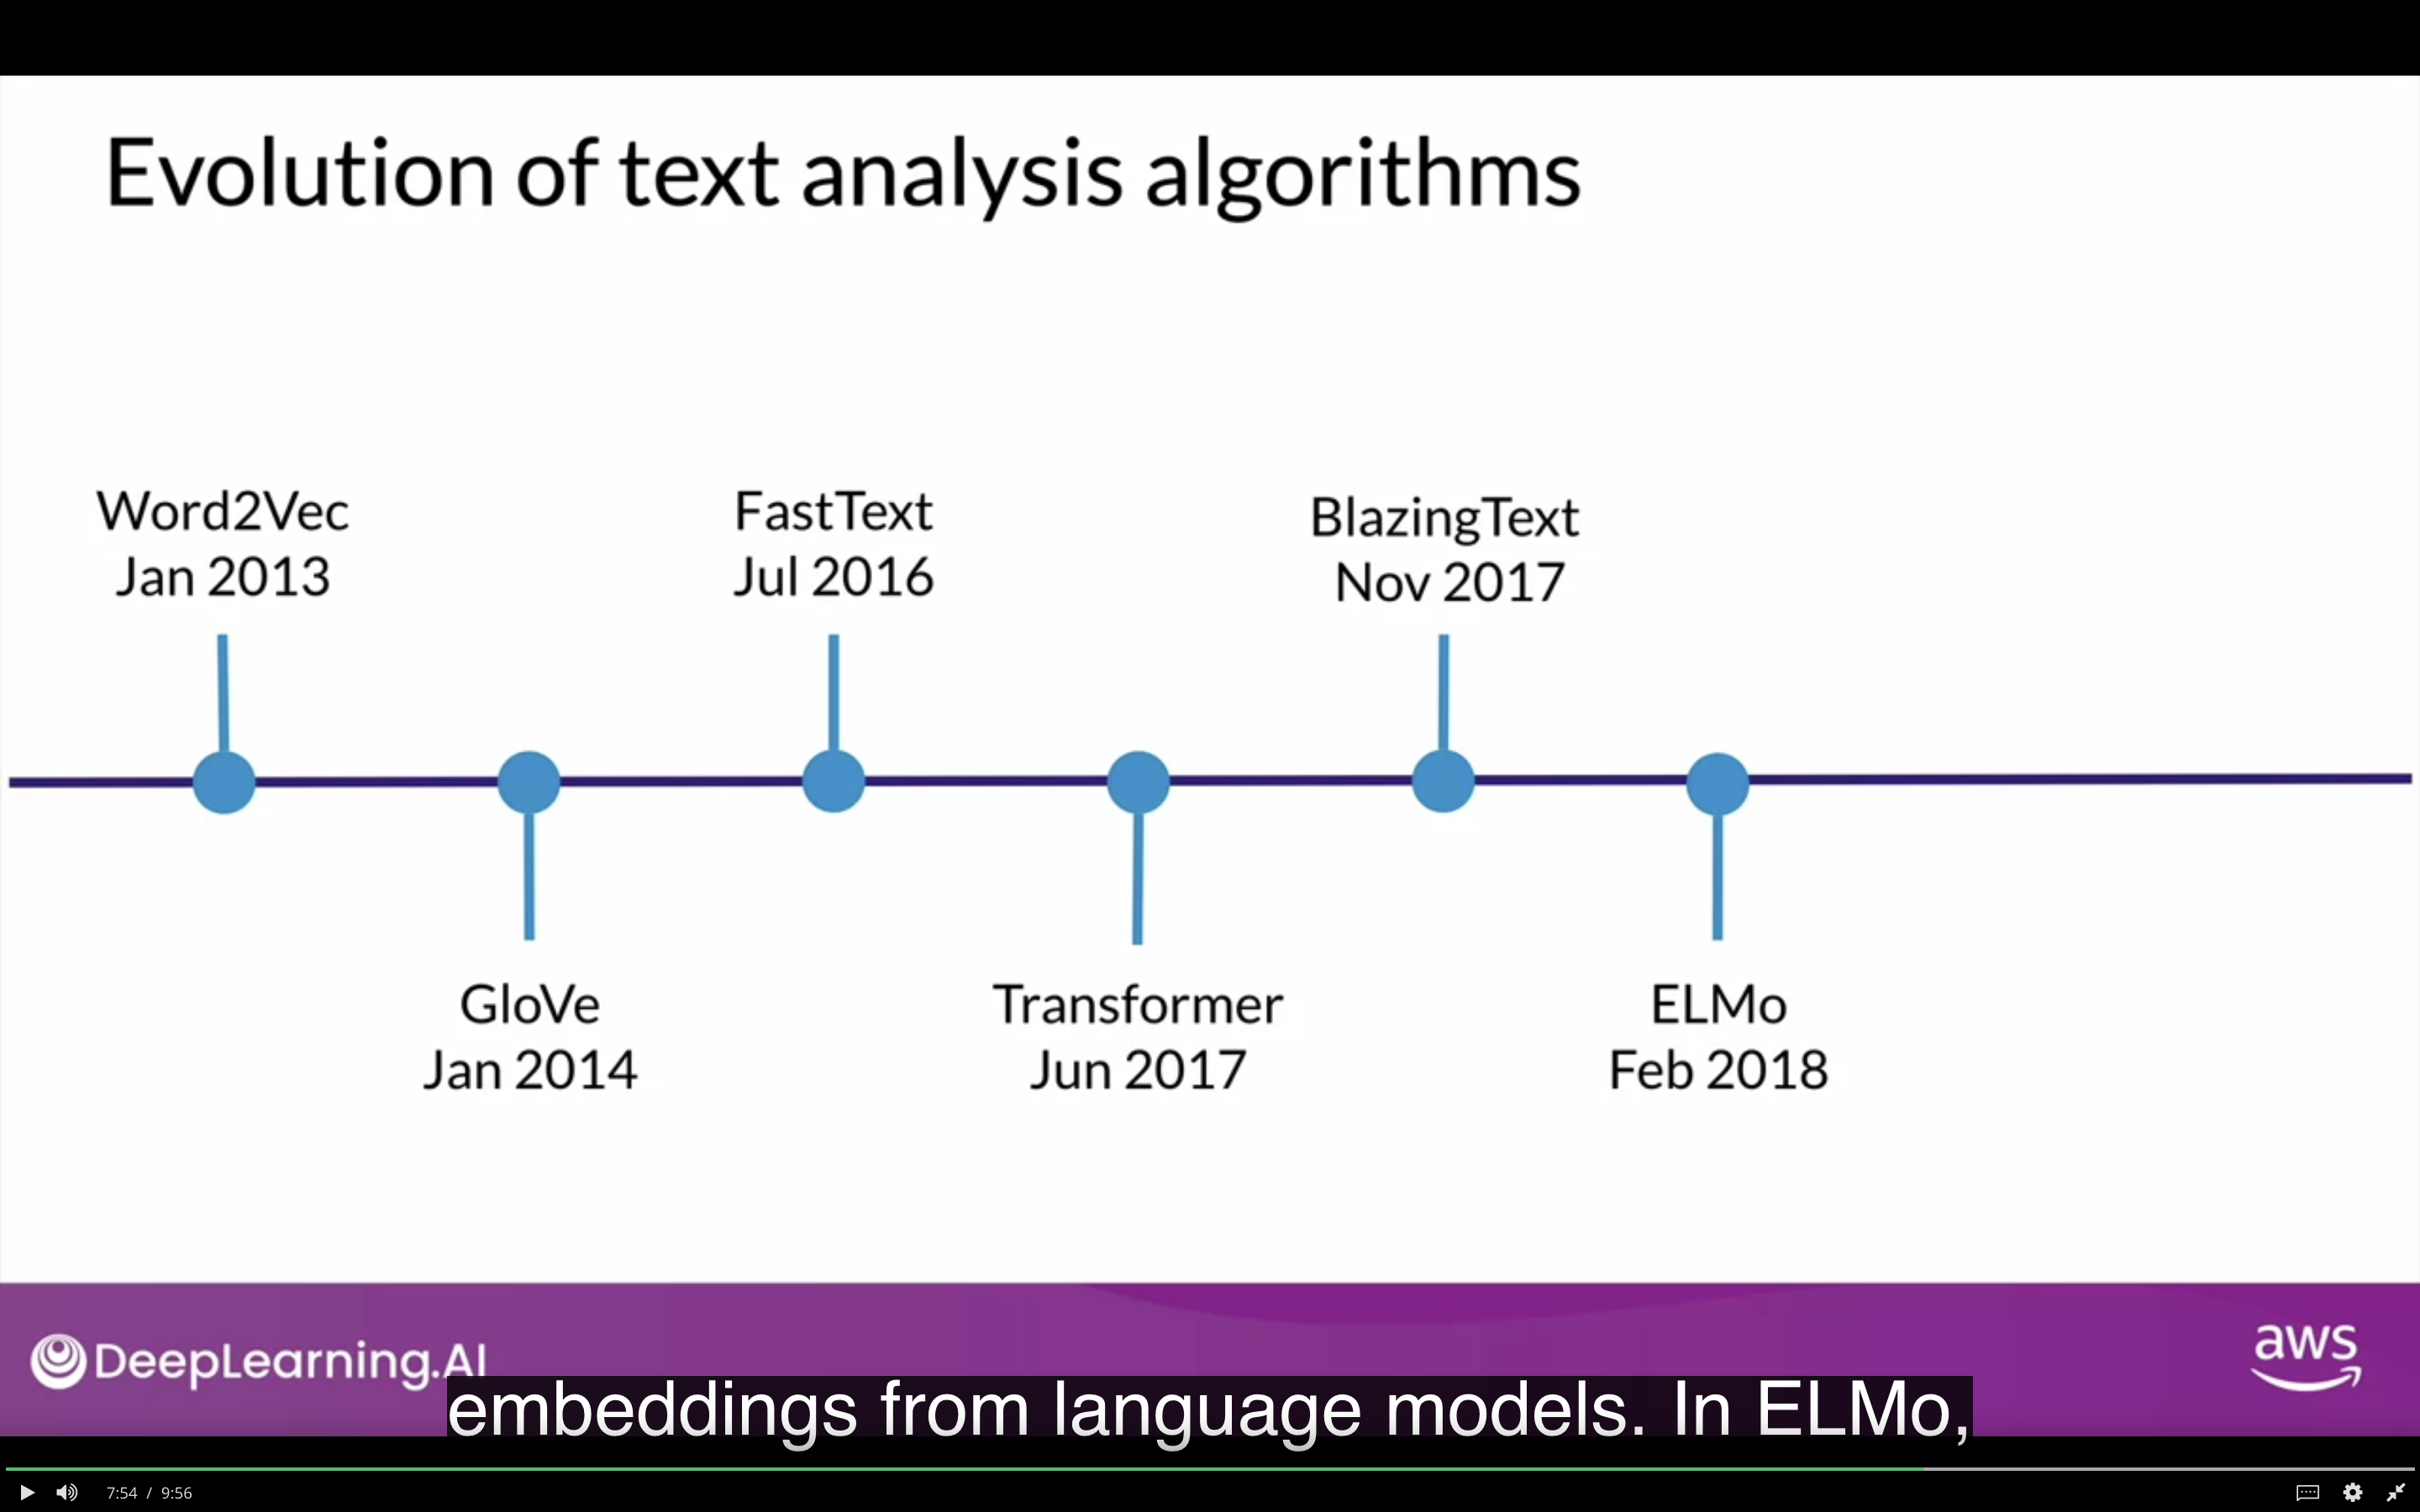 Evolution of text analysis algorithms
Word2Vec
Jan 2013
FastText
Jul 2016
BlazingText
Nov 2017
GloVe
Jan 2014
Transformer
Jun 2017
ELMo
Feb 2018
DeepLearning.AI
aws
embeddings from language models. In ELMo,
7:54 / 9:56